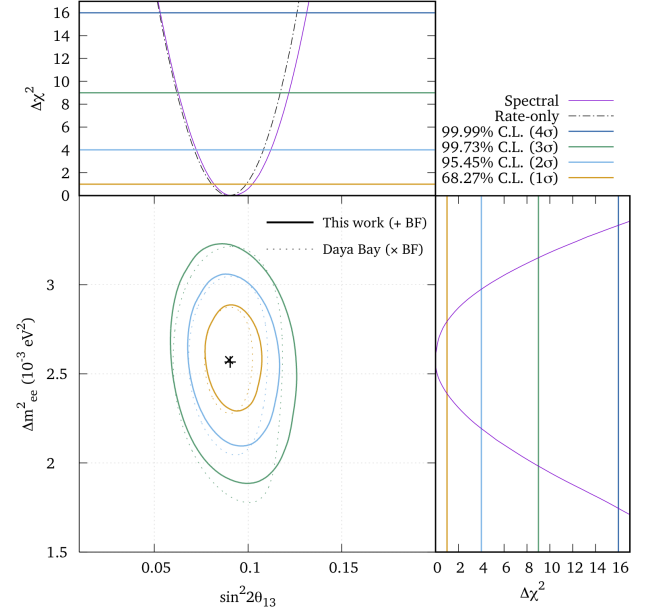 16
14
12
10
8
6
4
2
0
Δχ²
Spectral
Rate-only
99.99% C.L. (4σ)
99.73% C.L. (3σ)
95.45% C.L. (2σ)
68.27% C.L. (1σ)
This work (+ BF)
Daya Bay (× BF)
3
2.5
2
1.5
Δm²ee (10⁻³ eV²)
0.05
0.1
0.15
sin²2θ₁₃
0 2 4 6 8 10 12 14 16
Δχ²